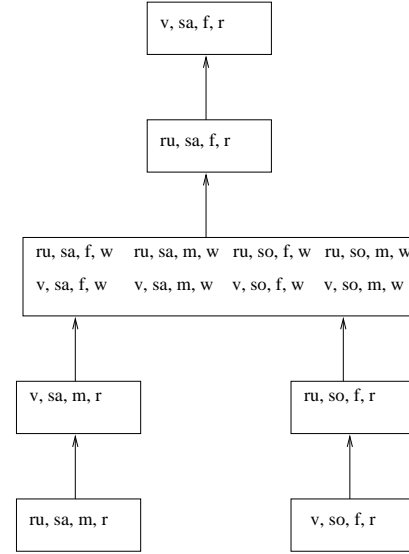 v, sa, f, r
ru, sa, f, r
ru, sa, f, w ru, sa, m, w ru, so, f, w ru, so, m, w
v, sa, f, w v, sa, m, w v, so, f, w v, so, m, w
v, sa, m, r ru, so, f, r
ru, sa, m, r v, so, f, r